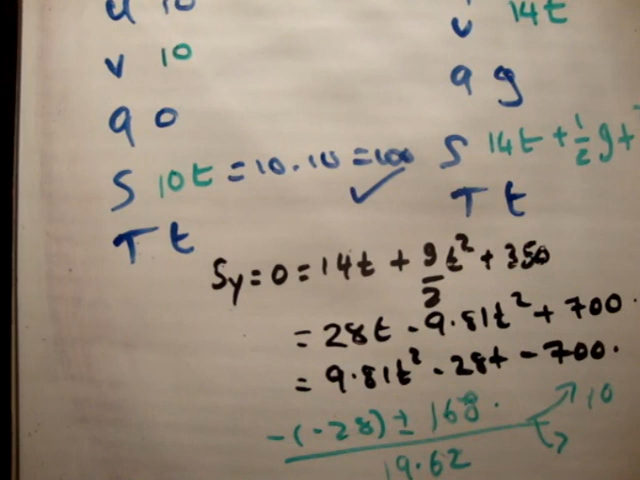 u 10
v 10
a 0
S 10t = 10.10 = 100 ✓
T t
v 14t
a g
S 14t + ½gt²
T t
Sy = 0 = 14t + g/2 t² + 350
= 28t - 9.81t² + 700.
= 9.81t² - 28t - 700.
-(-28) ± 168. 10
19.62